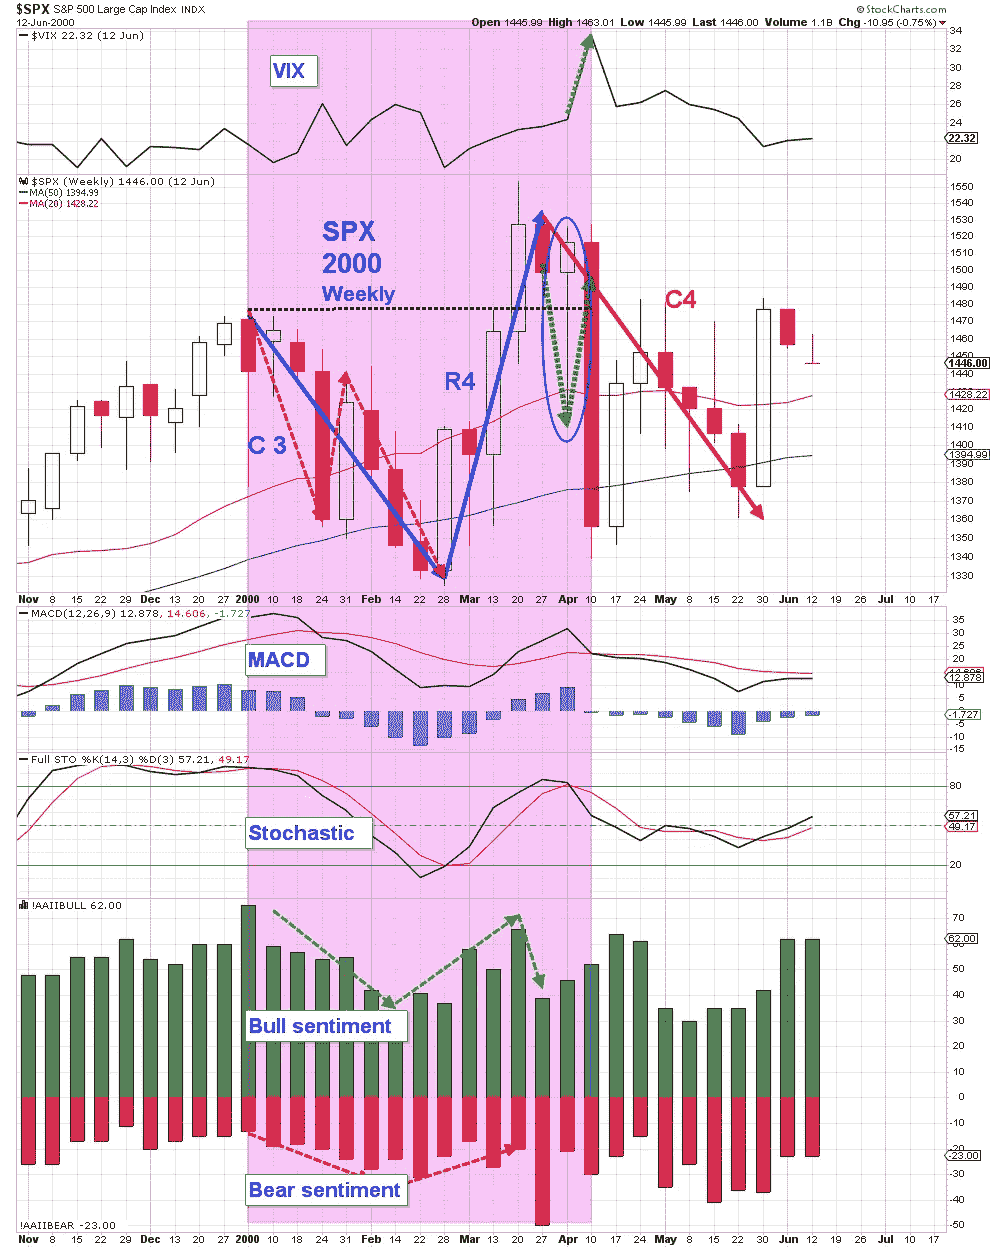 $SPX S&P 500 Large Cap Index INDX © StockCharts.com
12-Jun-2000 Open 1445.99 High 1463.01 Low 1445.99 Last 1446.00 Volume 1.1B Chg -10.95 (-0.75%)
$VIX 22.32 (12 Jun)
VIX
34
32
30
28
26
24
22.32
20
$SPX (Weekly) 1446.00 (12 Jun)
MA(50) 1394.99
MA(20) 1428.22
SPX
2000
Weekly
C 3
R4
C4
1550
1540
1530
1520
1510
1500
1490
1480
1470
1460
1450
1446.00
1440
1428.22
1420
1410
1400
1394.99
1390
1380
1370
1360
1350
1340
1330
Nov 8 15 22 29 Dec 13 20 27 2000 10 18 24 31 Feb 14 22 28 Mar 13 20 27 Apr 10 17 24 May 8 15 22 30 Jun 12 19 26 Jul 10 17
MACD(12,26,9) 12.878, 14.606, -1.727
MACD
35
30
25
20
14.606
12.878
10
5
-1.727
-5
-10
-15
Full STO %K(14,3) %D(3) 57.21, 49.17
Stochastic
80
57.21
49.17
20
!AAIIBULL 62.00
70
62.00
50
40
30
20
10
0
-10
-20
-23.00
-30
-40
-50
Bull sentiment
Bear sentiment
!AAIIBEAR -23.00
Nov 8 15 22 29 Dec 13 20 27 2000 10 18 24 31 Feb 14 22 28 Mar 13 20 27 Apr 10 17 24 May 8 15 22 30 Jun 12 19 26 Jul 10 17